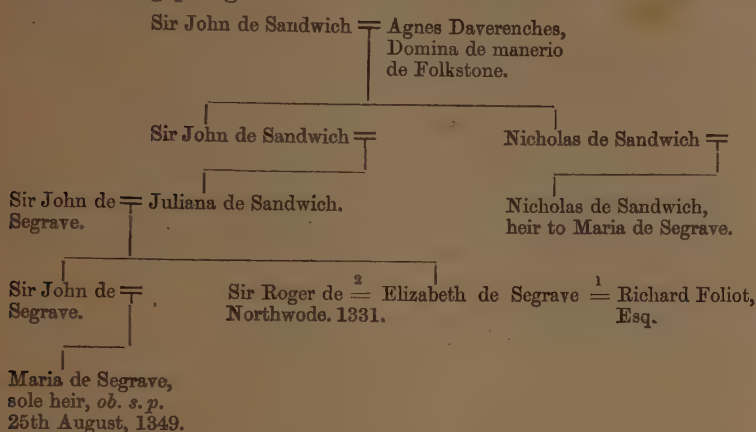 Sir John de Sandwich = Agnes Daverenches,
Domina de manerio
de Folkstone.
Sir John de Sandwich =
Nicholas de Sandwich =
Sir John de = Juliana de Sandwich.
Segrave.
Nicholas de Sandwich,
heir to Maria de Segrave.
Sir John de =
Segrave.
Sir Roger de 2 = Elizabeth de Segrave 1 = Richard Foliot,
Northwode. 1331.
Esq.
Maria de Segrave,
sole heir, ob. s. p.
25th August, 1349.